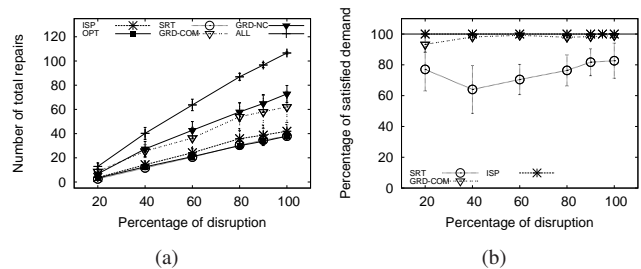 ISP SRT GRD-NC
OPT GRD-COM ALL
Number of total repairs
120
100
80
60
40
20
0
20 40 60 80 100
Percentage of disruption
(a)
Percentage of satisfied demand
100
80
60
40
20
0
SRT ISP
GRD-COM
20 40 60 80 100
Percentage of disruption
(b)